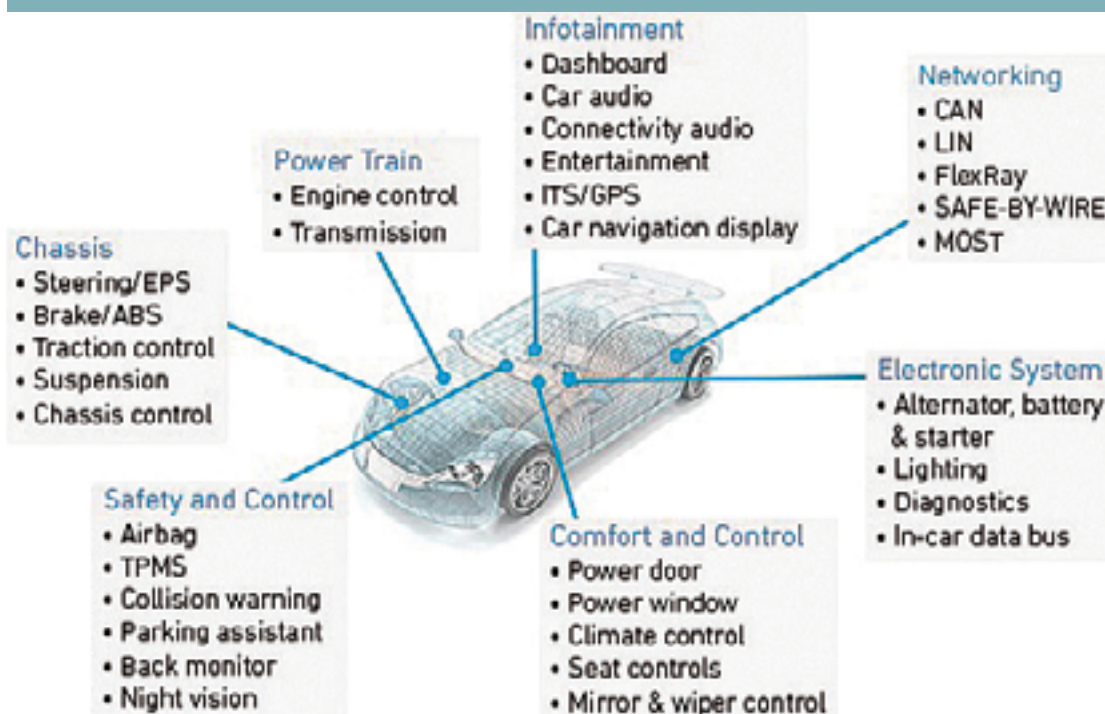 Infotainment
• Dashboard
• Car audio
• Connectivity audio
• Entertainment
• ITS/GPS
• Car navigation display
Networking
• CAN
• LIN
• FlexRay
• SAFE-BY-WIRE
• MOST
Power Train
• Engine control
• Transmission
Chassis
• Steering/EPS
• Brake/ABS
• Traction control
• Suspension
• Chassis control
Electronic System
• Alternator, battery
& starter
• Lighting
• Diagnostics
• In-car data bus
Safety and Control
• Airbag
• TPMS
• Collision warning
• Parking assistant
• Back monitor
• Night vision
Comfort and Control
• Power door
• Power window
• Climate control
• Seat controls
• Mirror & wiper control